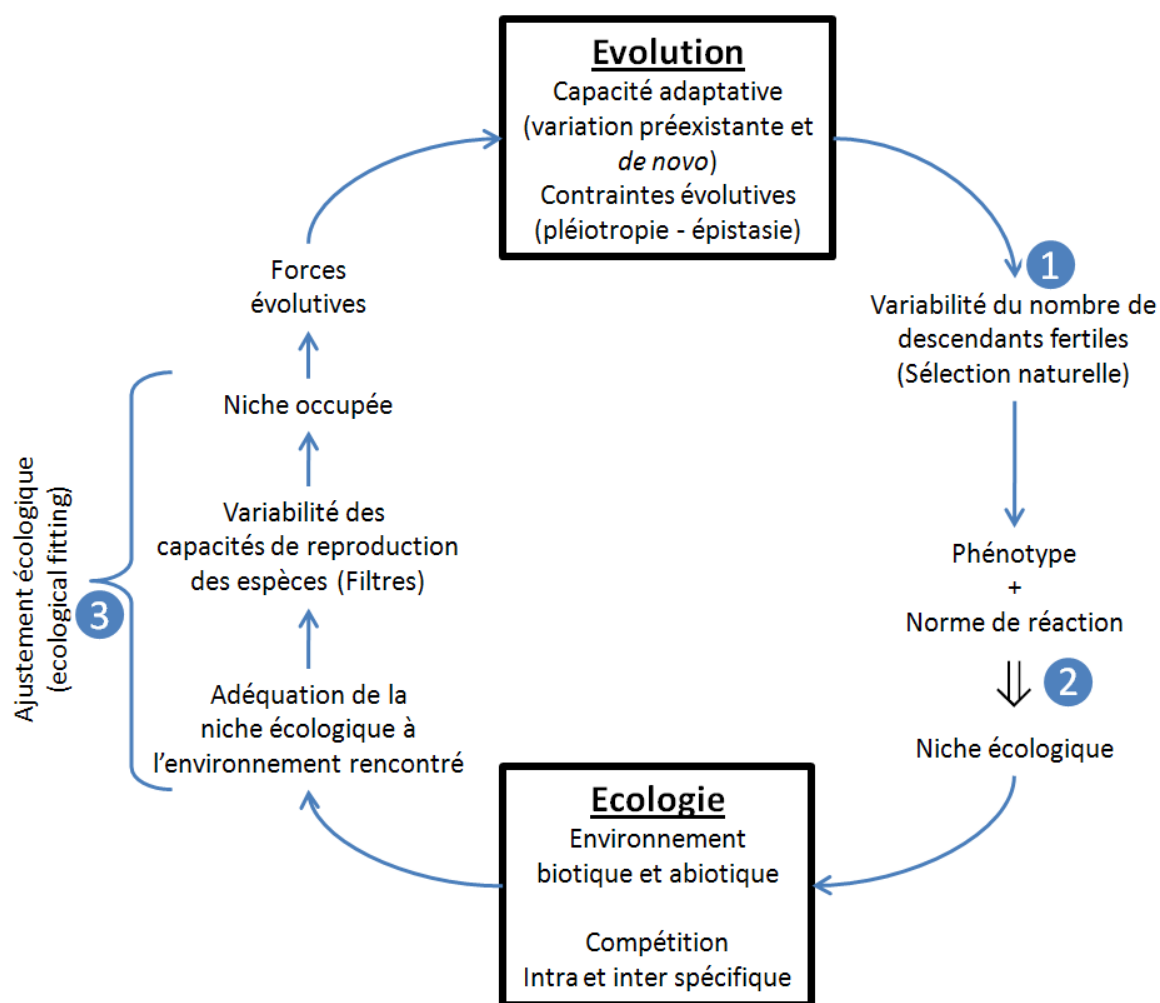 Evolution
Capacité adaptative
(variation préexistante et
de novo)
Contraintes évolutives
(pléiotropie - épistasie)
1
Variabilité du nombre de
descendants fertiles
(Sélection naturelle)
Phénotype
+
Norme de réaction
2
Niche écologique
Ecologie
Environnement
biotique et abiotique
Compétition
Intra et inter spécifique
Adéquation de la
niche écologique à
l'environnement rencontré
Variabilité des
capacités de reproduction
des espèces (Filtres)
Niche occupée
Forces
évolutives
Ajustement écologique
(ecological fitting)
3